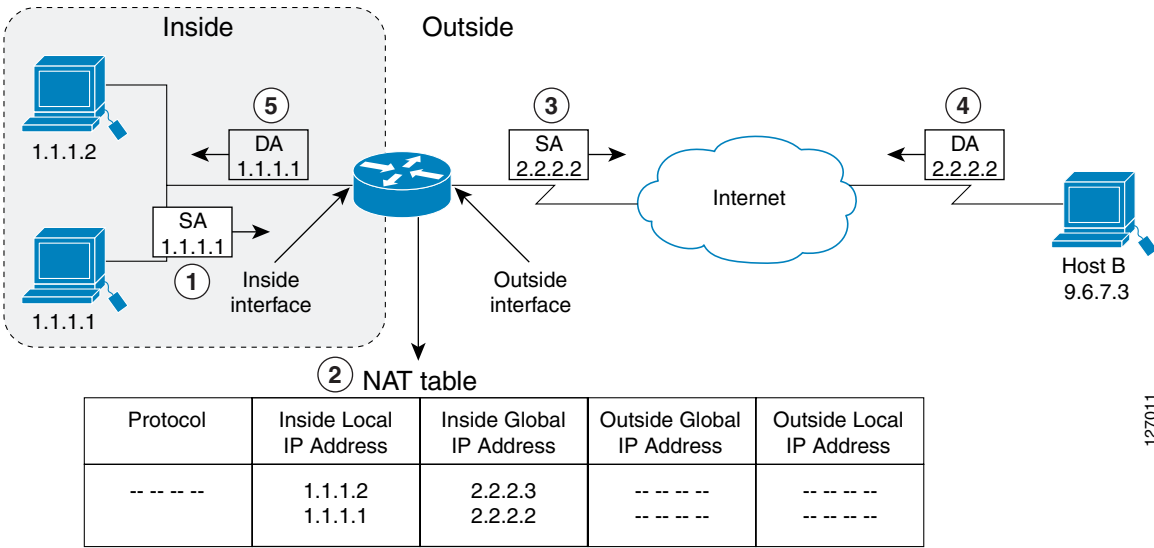 Inside
Outside
5
3
4
DA
1.1.1.1
SA
2.2.2.2
DA
2.2.2.2
1.1.1.2
Internet
SA
1.1.1.1
1
Inside
interface
Outside
interface
Host B
9.6.7.3
1.1.1.1
2
NAT table
Protocol
Inside Local
IP Address
Inside Global
IP Address
Outside Global
IP Address
Outside Local
IP Address
-- -- -- -- 1.1.1.2 2.2.2.3 -- -- -- -- -- -- -- --
1.1.1.1 2.2.2.2 -- -- -- -- -- -- -- --
127011